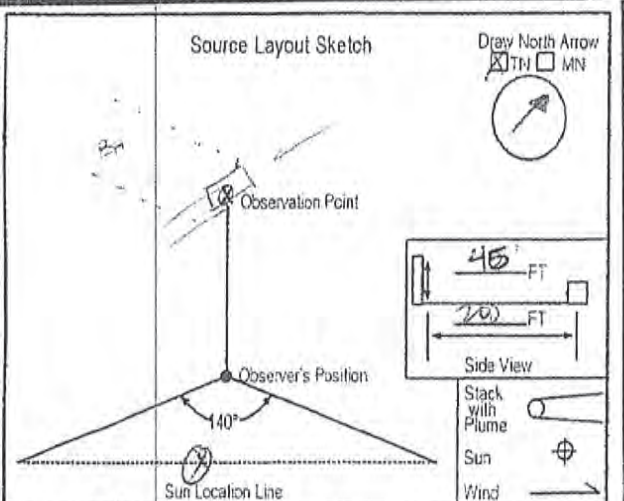 Source Layout Sketch
Draw North Arrow
X TN MN
Observation Point
45' FT
200 FT
Side View
Observer's Position
140°
Sun Location Line
Stack
with
Plume
Sun
Wind